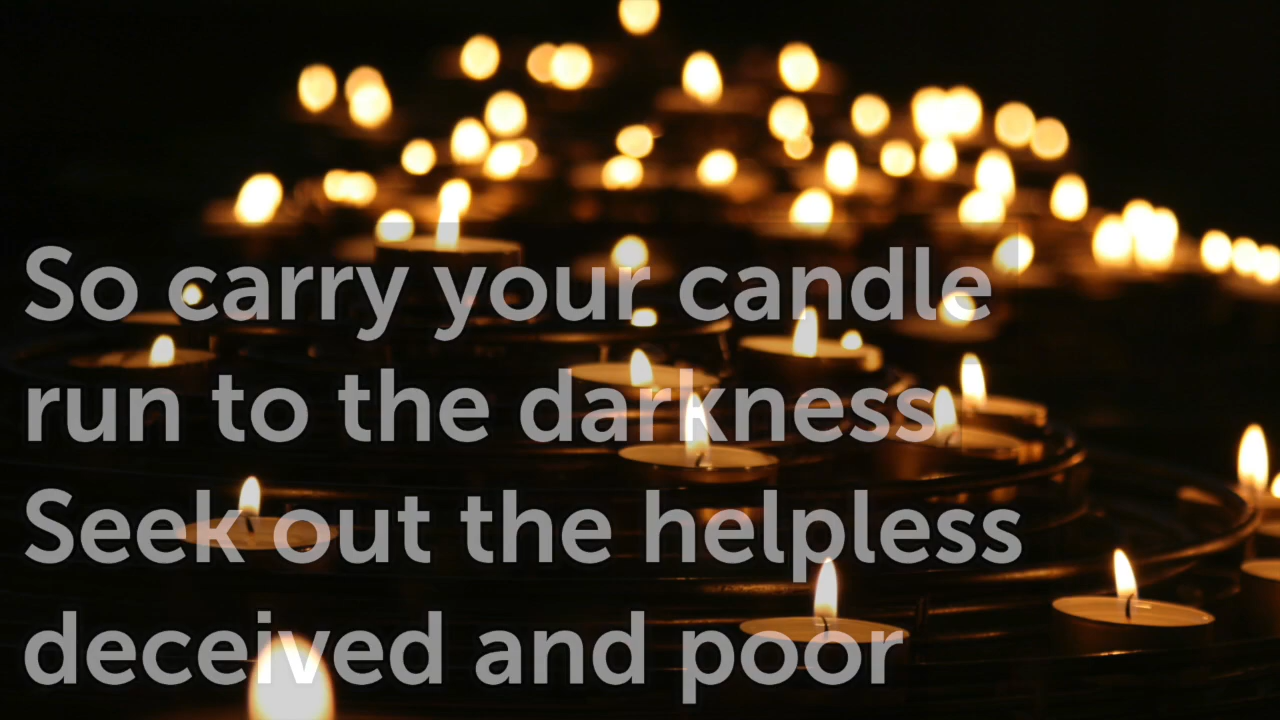 So carry your candle
run to the darkness
Seek out the helpless
deceived and poor